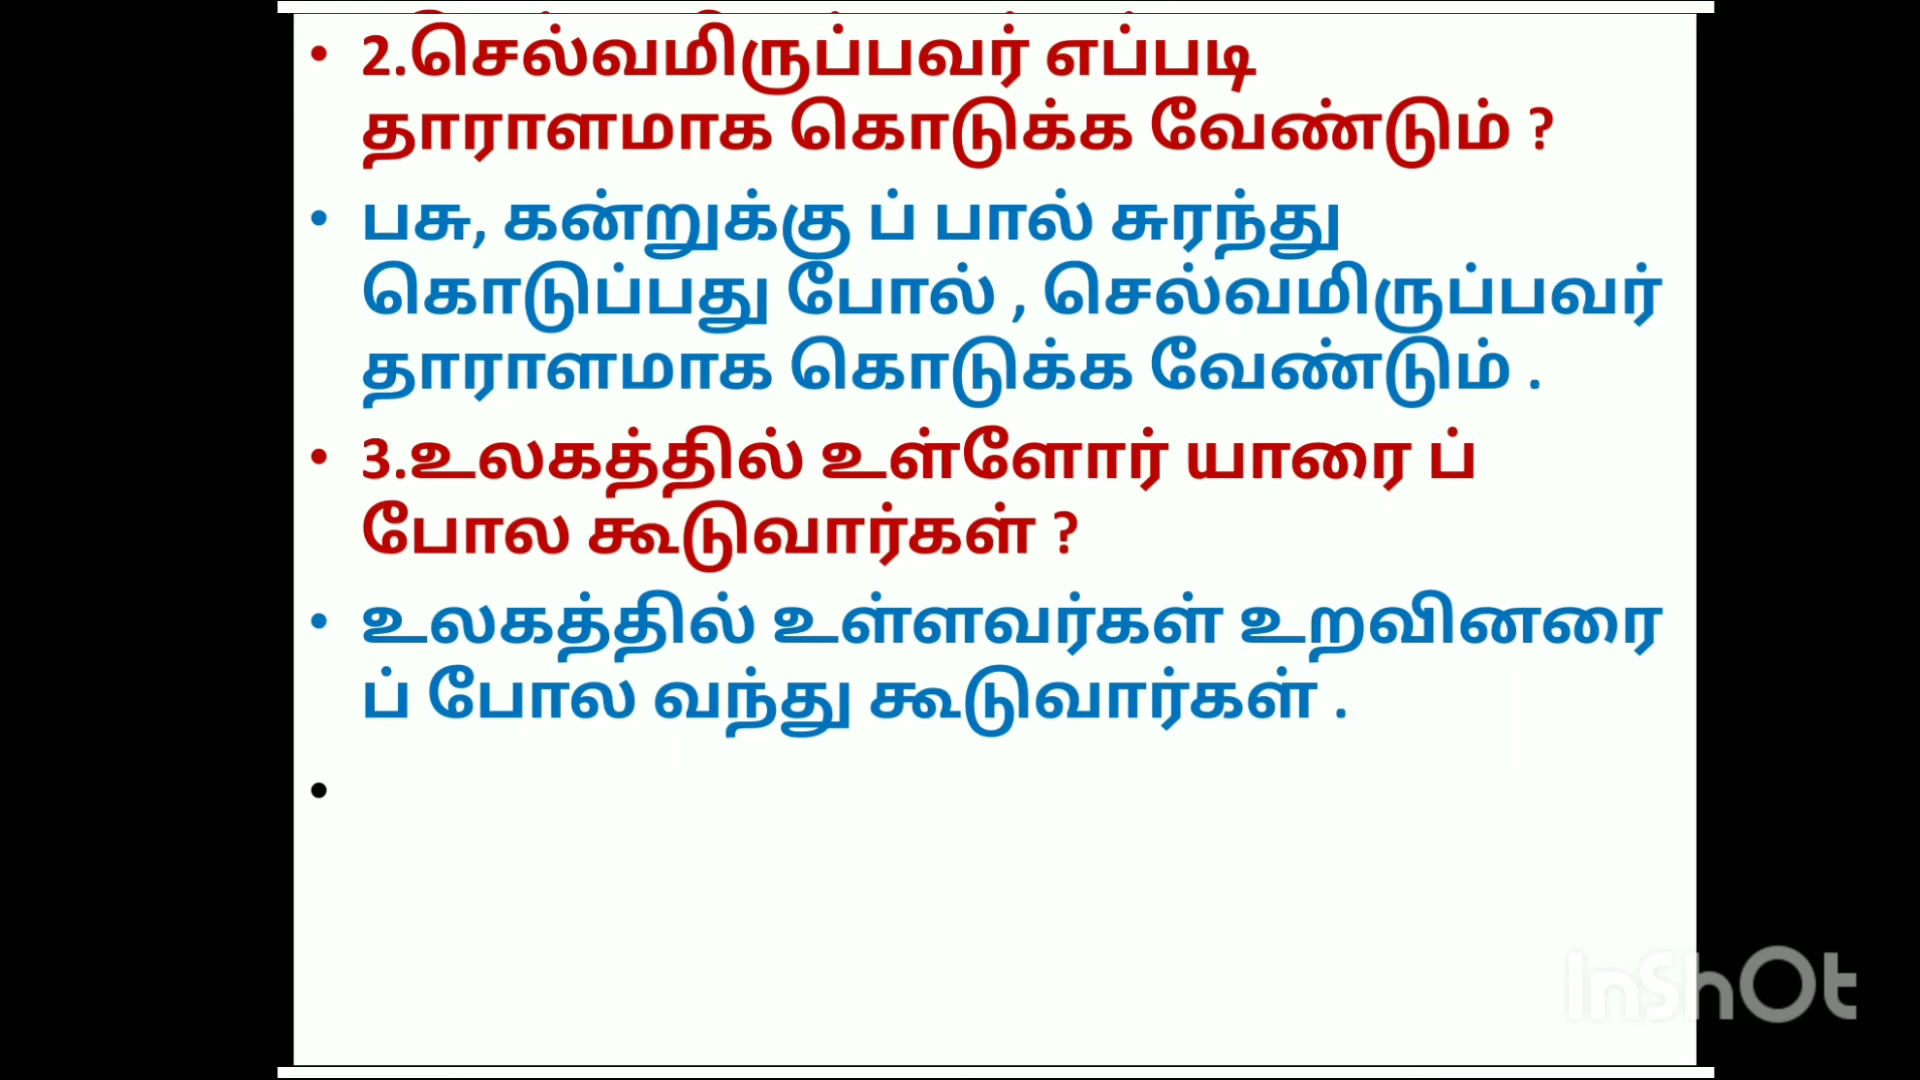 • 2.செல்வமிருப்பவர் எப்படி
தாராளமாக கொடுக்க வேண்டும் ?
• பசு, கன்றுக்கு ப் பால் சுரந்து
கொடுப்பது போல் , செல்வமிருப்பவர்
தாராளமாக கொடுக்க வேண்டும் .
• 3.உலகத்தில் உள்ளோர் யாரை ப்
போல கூடுவார்கள் ?
• உலகத்தில் உள்ளவர்கள் உறவினரை
ப் போல வந்து கூடுவார்கள் .
•
InShOt